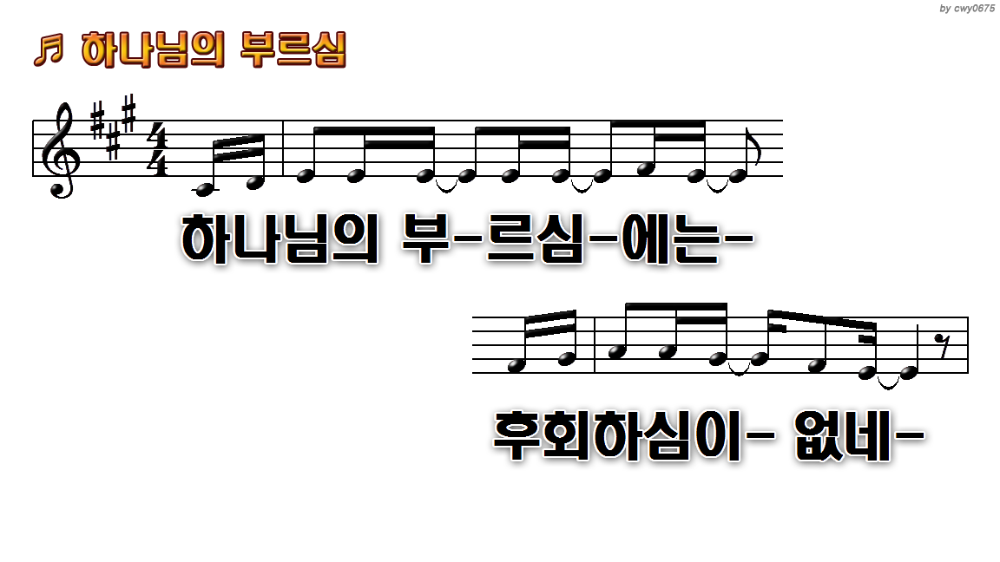 by cwy0675
♬ 하나님의 부르심
하나님의 부-르심-에는-
후회하심이- 없네-